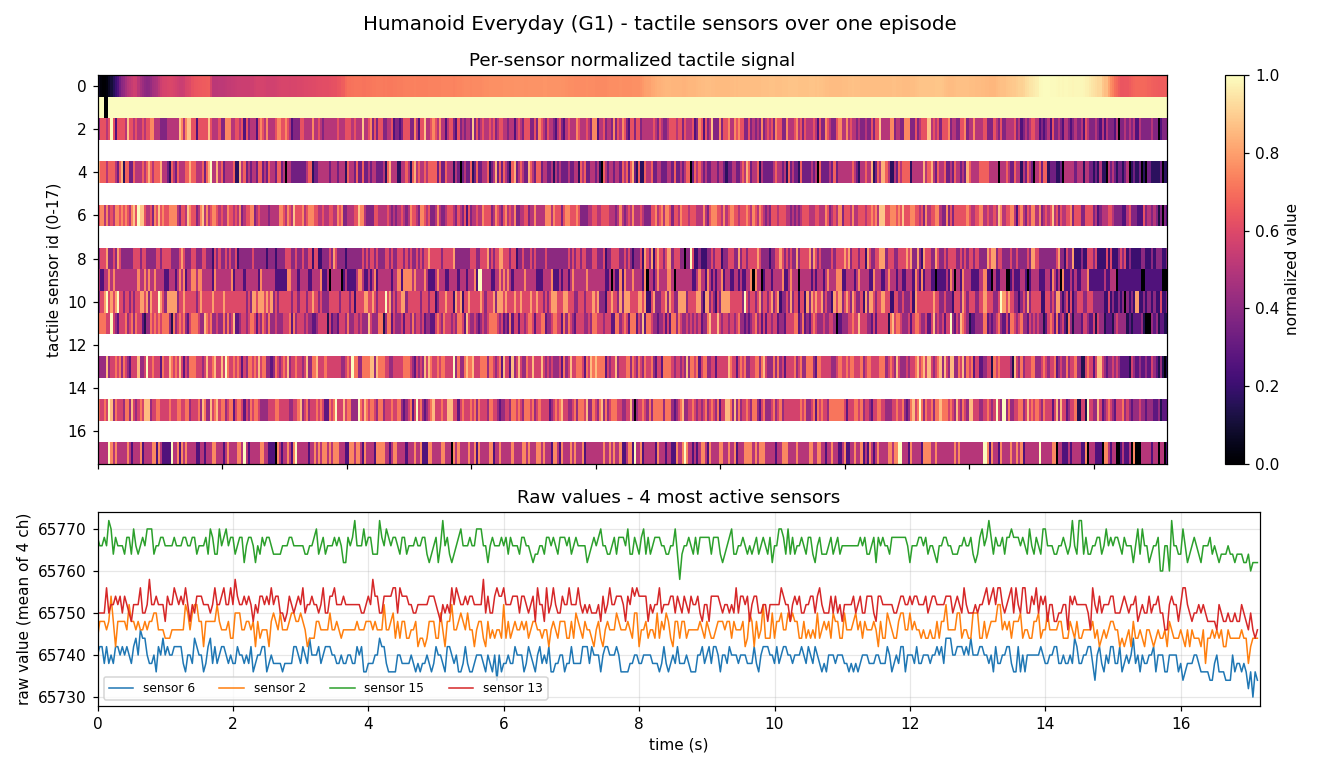 Humanoid Everyday (G1) - tactile sensors over one episode
Per-sensor normalized tactile signal
tactile sensor id (0-17)
0
2
4
6
8
10
12
14
16
1.0
0.8
0.6
0.4
0.2
0.0
normalized value
Raw values - 4 most active sensors
raw value (mean of 4 ch)
65770
65760
65750
65740
65730
sensor 6 sensor 2 sensor 15 sensor 13
0 2 4 6 8 10 12 14 16
time (s)